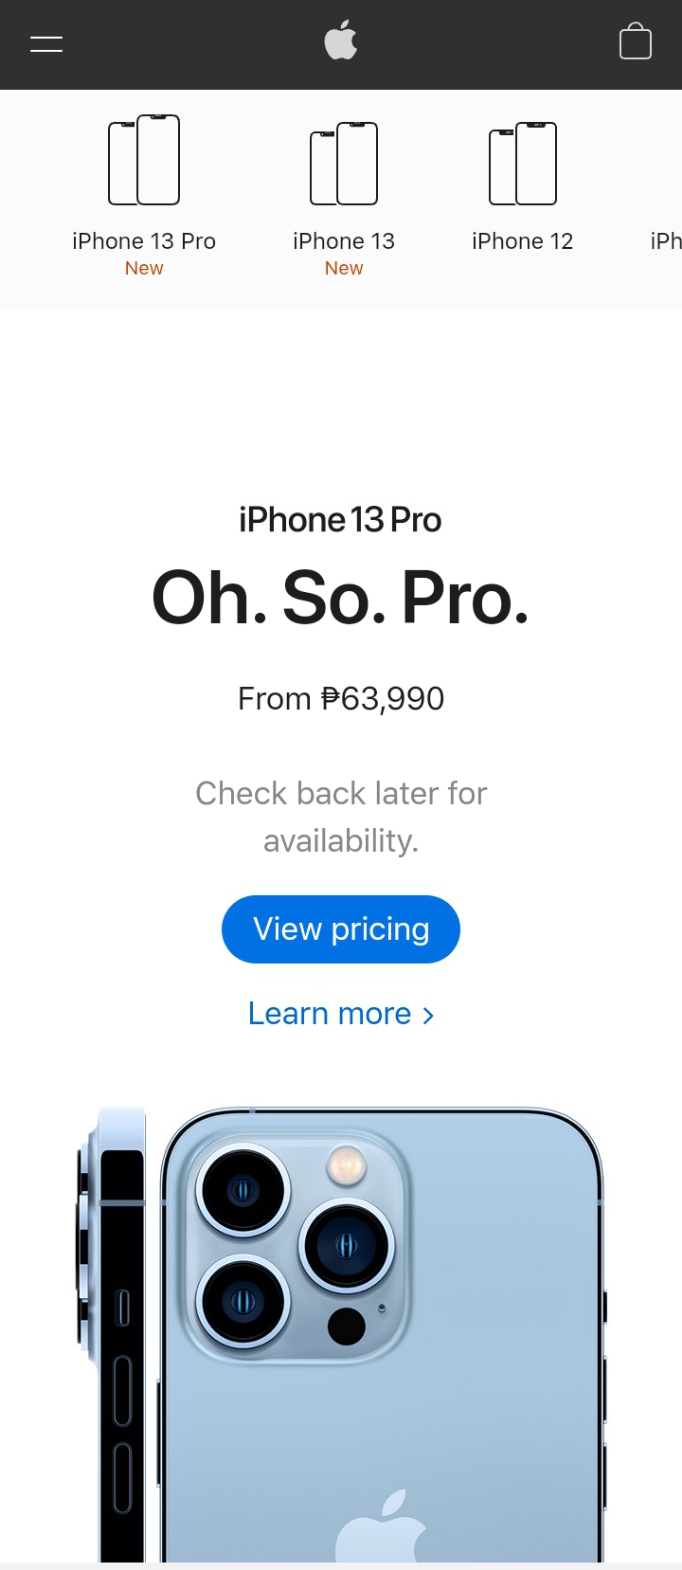 iPhone 13 Pro
New
iPhone 13
New
iPhone 12
iPh
iPhone 13 Pro
Oh. So. Pro.
From ₱63,990
Check back later for
availability.
View pricing
Learn more >